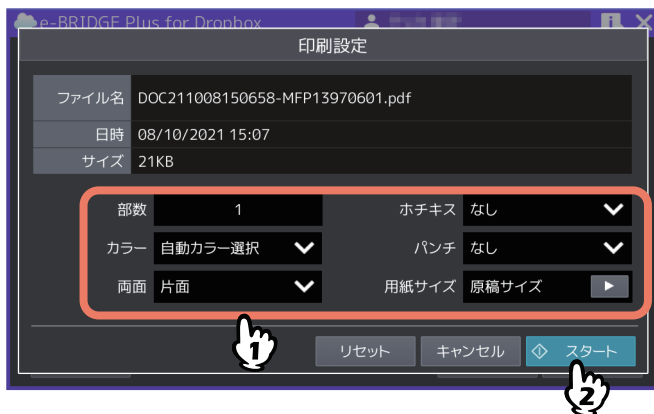 e-BRIDGE Plus for Dropbox
印刷設定
ファイル名 DOC211008150658-MFP13970601.pdf
日時 08/10/2021 15:07
サイズ 21KB
部数 1 ホチキス なし
カラー 自動カラー選択 パンチ なし
両面 片面 用紙サイズ 原稿サイズ
1
リセット キャンセル スタート
2